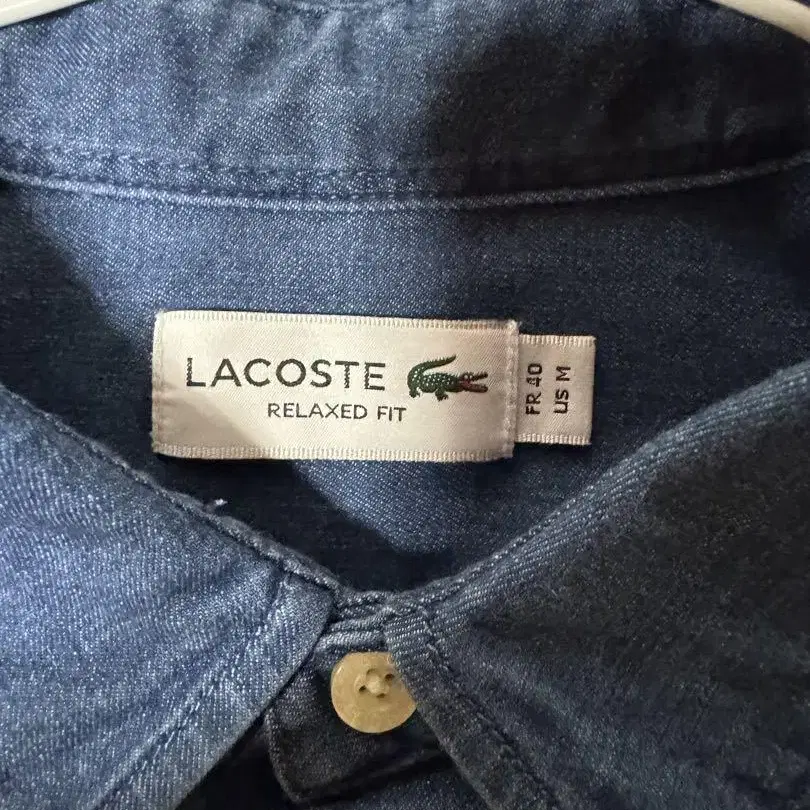 LACOSTE
RELAXED FIT
FR 40
US M